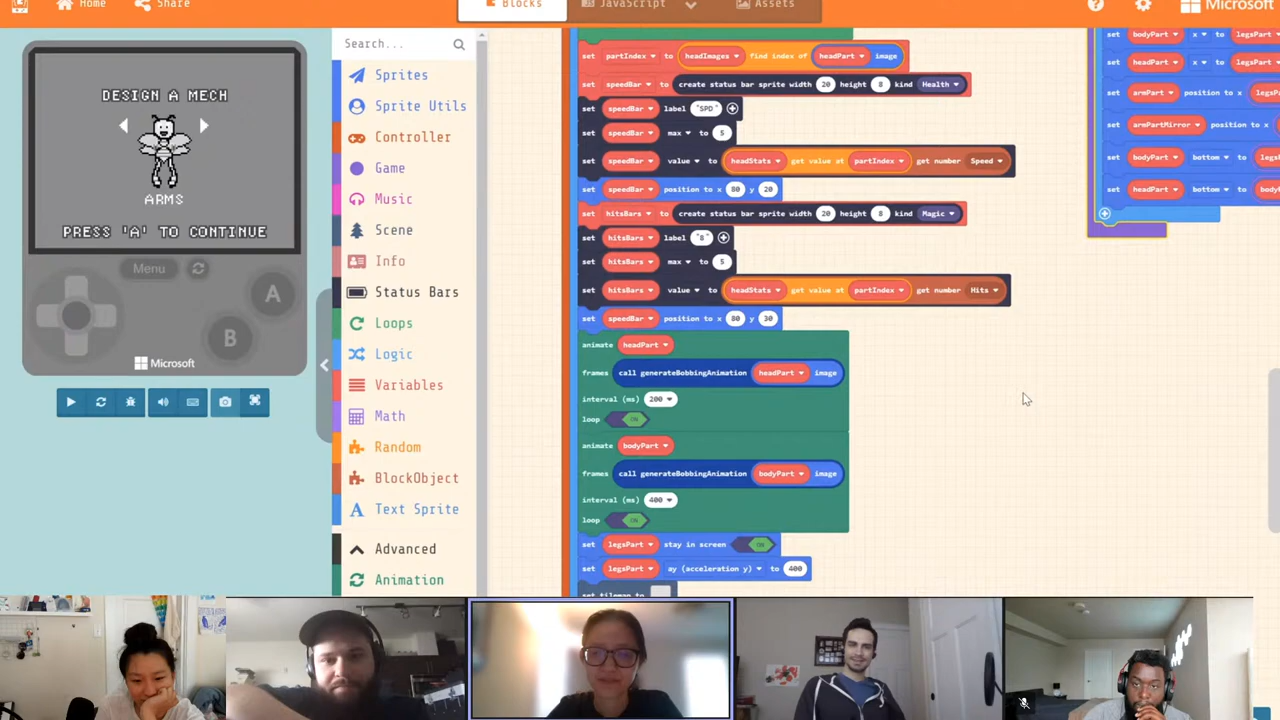 Home
Share
Blocks
JavaScript
Assets
Microsoft
DESIGN A MECH
ARMS
PRESS 'A' TO CONTINUE
Menu
A
B
Microsoft
Search...
Sprites
Sprite Utils
Controller
Game
Music
Scene
Info
Status Bars
Loops
Logic
Variables
Math
Random
BlockObject
Text Sprite
Advanced
Animation
set partIndex to headImages find index of headPart image
set speedBar to create status bar sprite width 20 height 8 kind Health
set speedBar label "SPD"
set speedBar max to 5
set speedBar value to headStats get value at partIndex get number Speed
set speedBar position to x 80 y 20
set hitsBars to create status bar sprite width 20 height 8 kind Magic
set hitsBars label "B"
set hitsBars max to 5
set hitsBars value to headStats get value at partIndex get number Hits
set speedBar position to x 80 y 30
animate headPart
frames call generateBobbingAnimation headPart image
interval (ms) 200
loop ON
animate bodyPart
frames call generateBobbingAnimation bodyPart image
interval (ms) 400
loop ON
set legsPart stay in screen ON
set legsPart ay (acceleration y) to 400
set tilemap to
set bodyPart x to legsPart
set headPart x to legsPart
set armPart position to x
set armPartMirror position to x
set bodyPart bottom to
set headPart bottom to